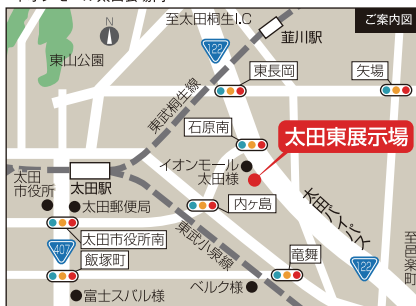 至太田桐生I.C
ご案内図
N
122
韮川駅
東山公園
東長岡
矢場
東武桐生線
石原南
太田東展示場
イオンモール
太田様
太田
市役所
太田駅
太田郵便局
内ヶ島
太田バイパス
太田市役所南
東武小泉線
至邑楽町
407
飯塚町
竜舞
122
富士スバル様
ベルク様